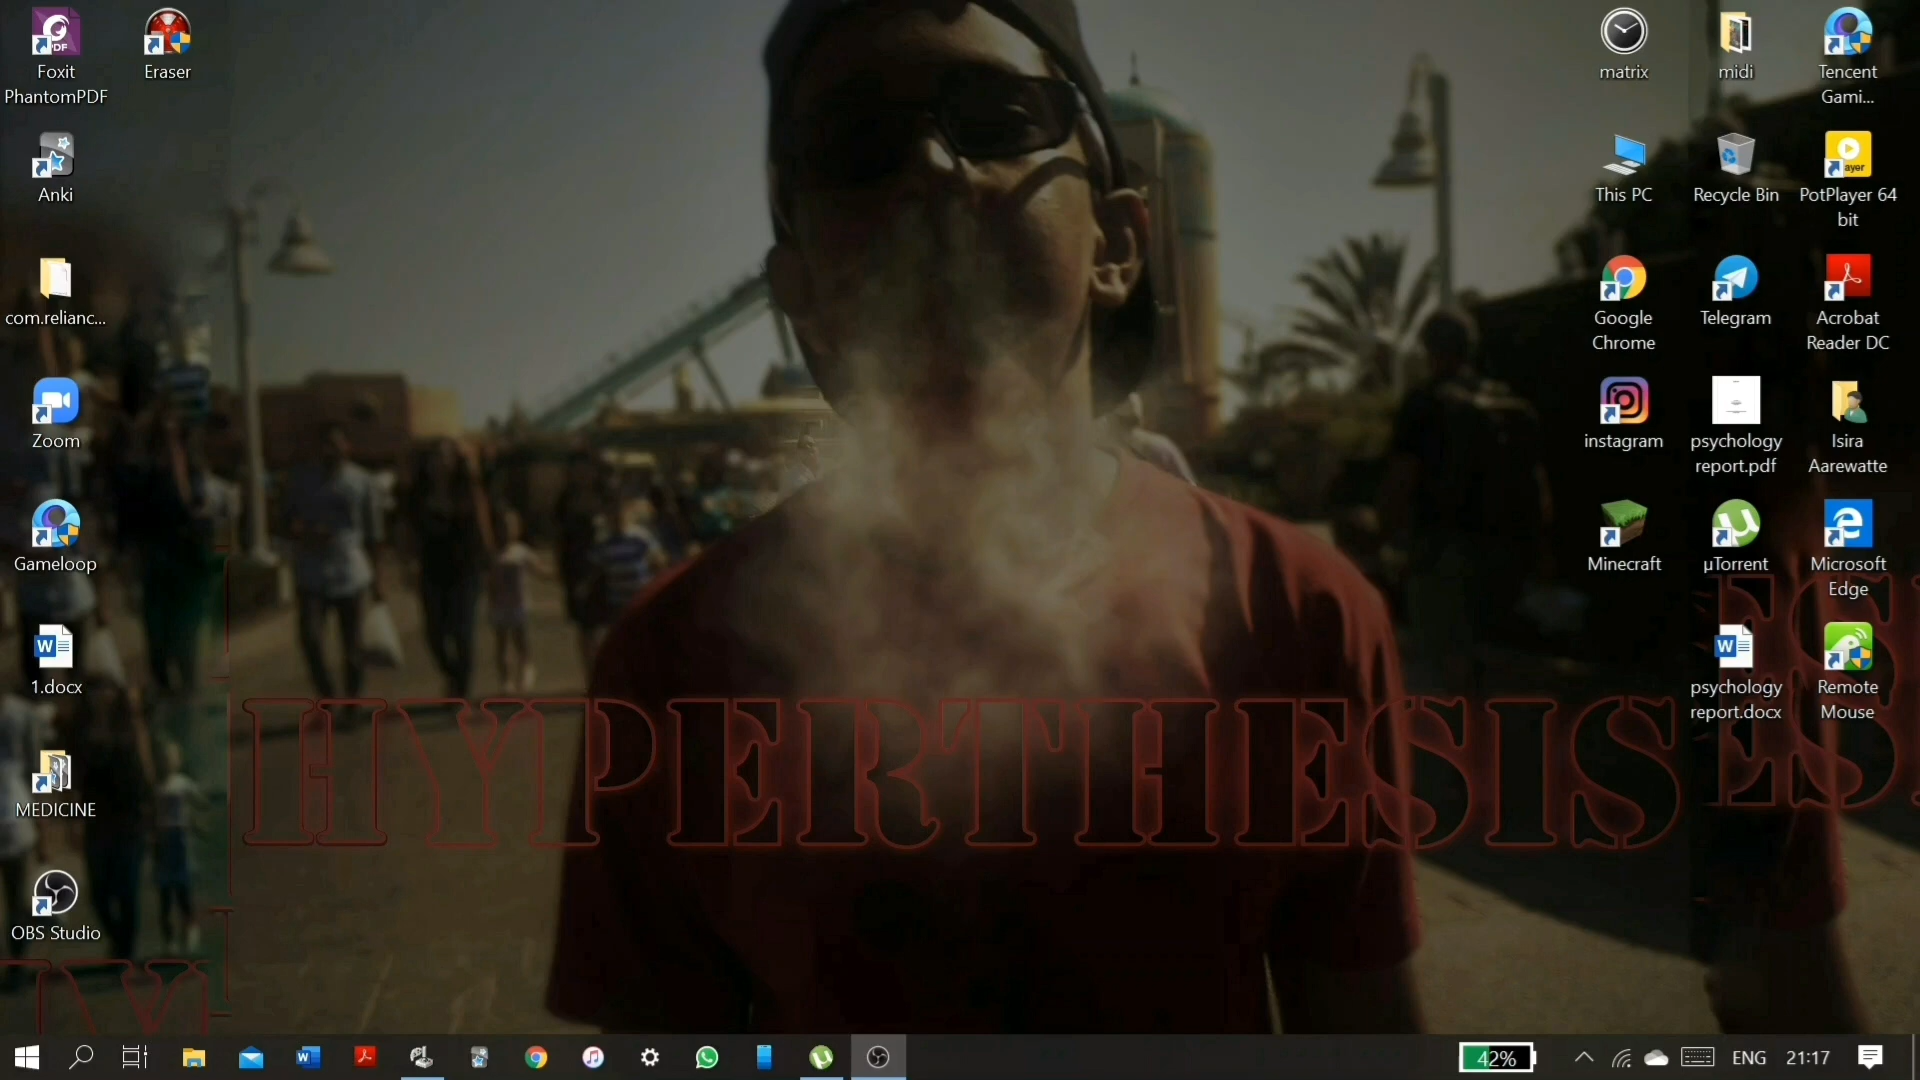 Foxit
PhantomPDF
Eraser
matrix
midi
Tencent
Gami...
Anki
This PC
Recycle Bin
PotPlayer 64
bit
com.relianc...
Google
Chrome
Telegram
Acrobat
Reader DC
Zoom
instagram
psychology
report.pdf
Isira
Aarewatte
Gameloop
Minecraft
µTorrent
Microsoft
Edge
1.docx
psychology
report.docx
Remote
Mouse
MEDICINE
HYPERTHESIS
OBS Studio
42%
ENG
21:17